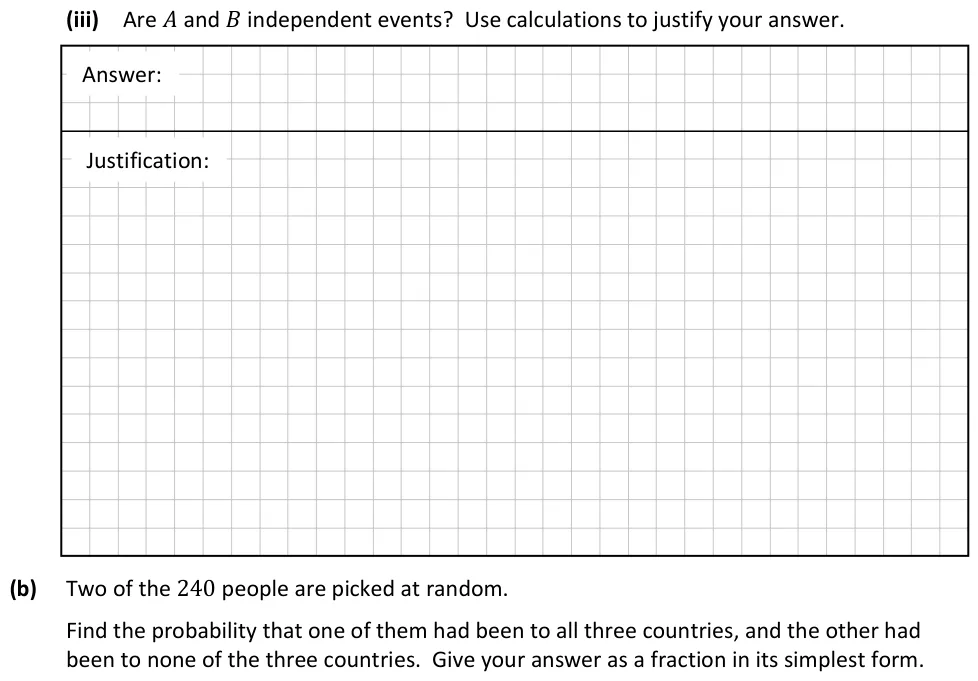 (iii) Are A and B independent events? Use calculations to justify your answer.
Answer:
Justification:
(b) Two of the 240 people are picked at random.
Find the probability that one of them had been to all three countries, and the other had
been to none of the three countries. Give your answer as a fraction in its simplest form.